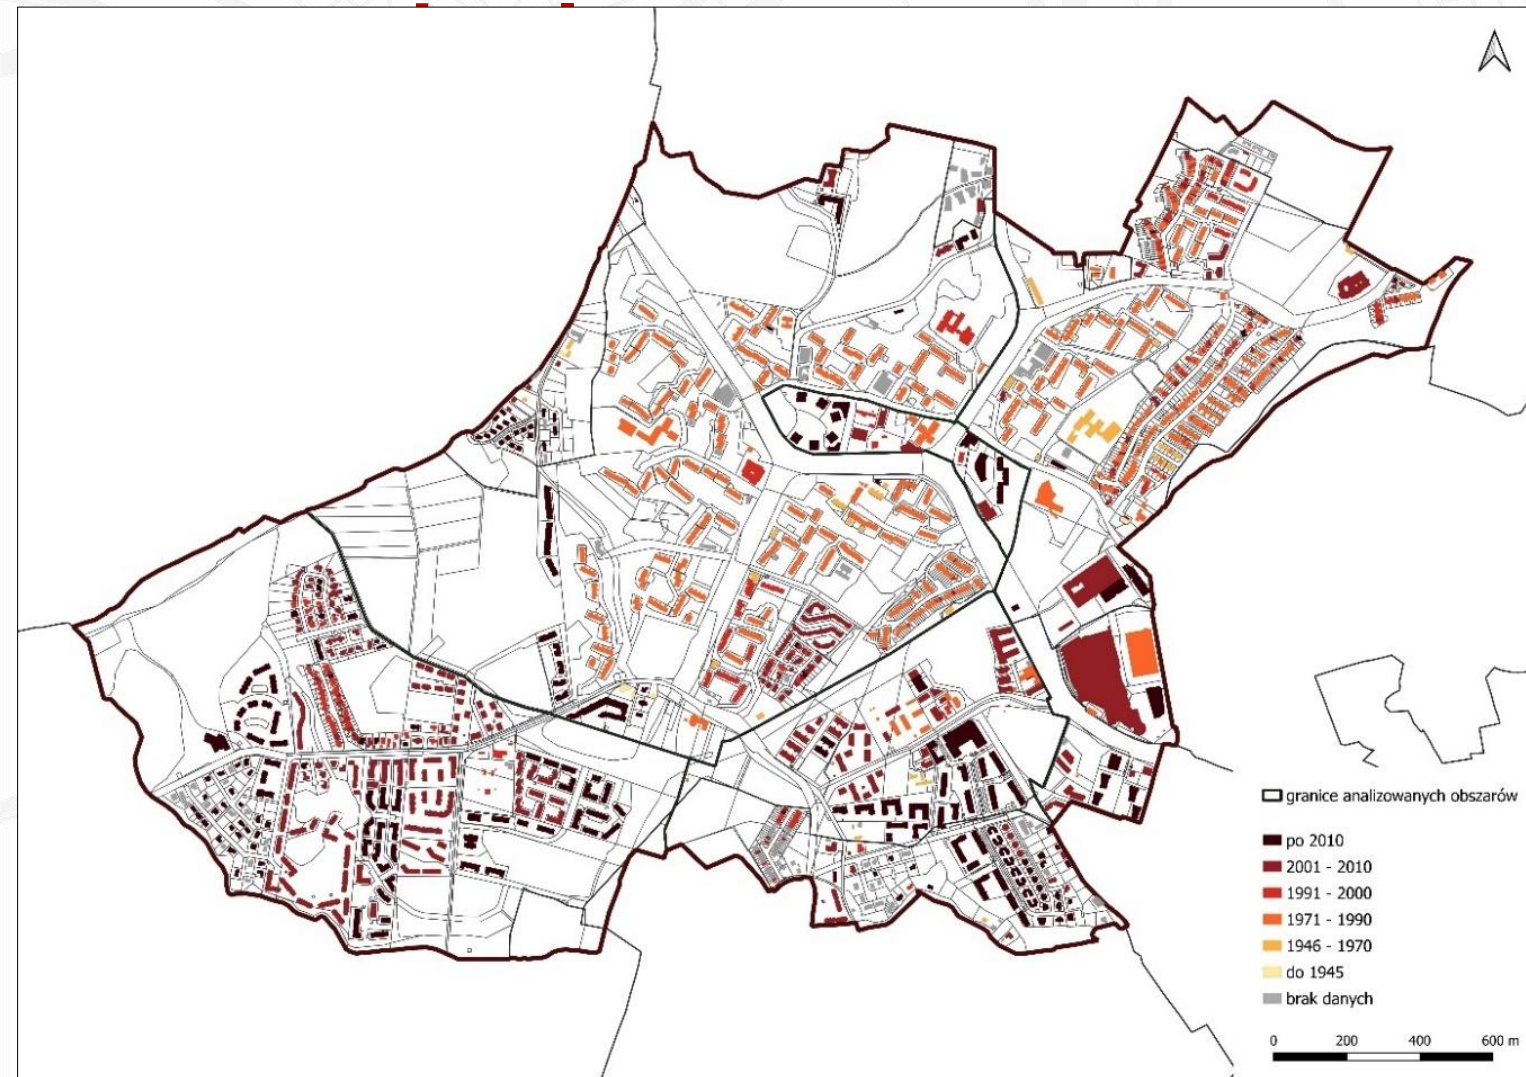 granice analizowanych obszarów
po 2010
2001 - 2010
1991 - 2000
1971 - 1990
1946 - 1970
do 1945
brak danych
0 200 400 600 m